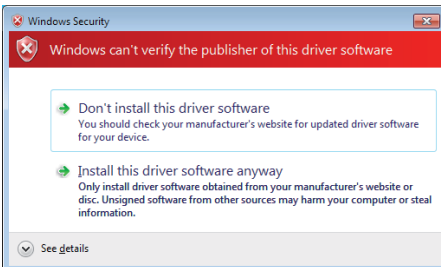 Windows Security
Windows can't verify the publisher of this driver software
Don't install this driver software
You should check your manufacturer's website for updated driver software
for your device.
Install this driver software anyway
Only install driver software obtained from your manufacturer's website or
disc. Unsigned software from other sources may harm your computer or steal
information.
See details